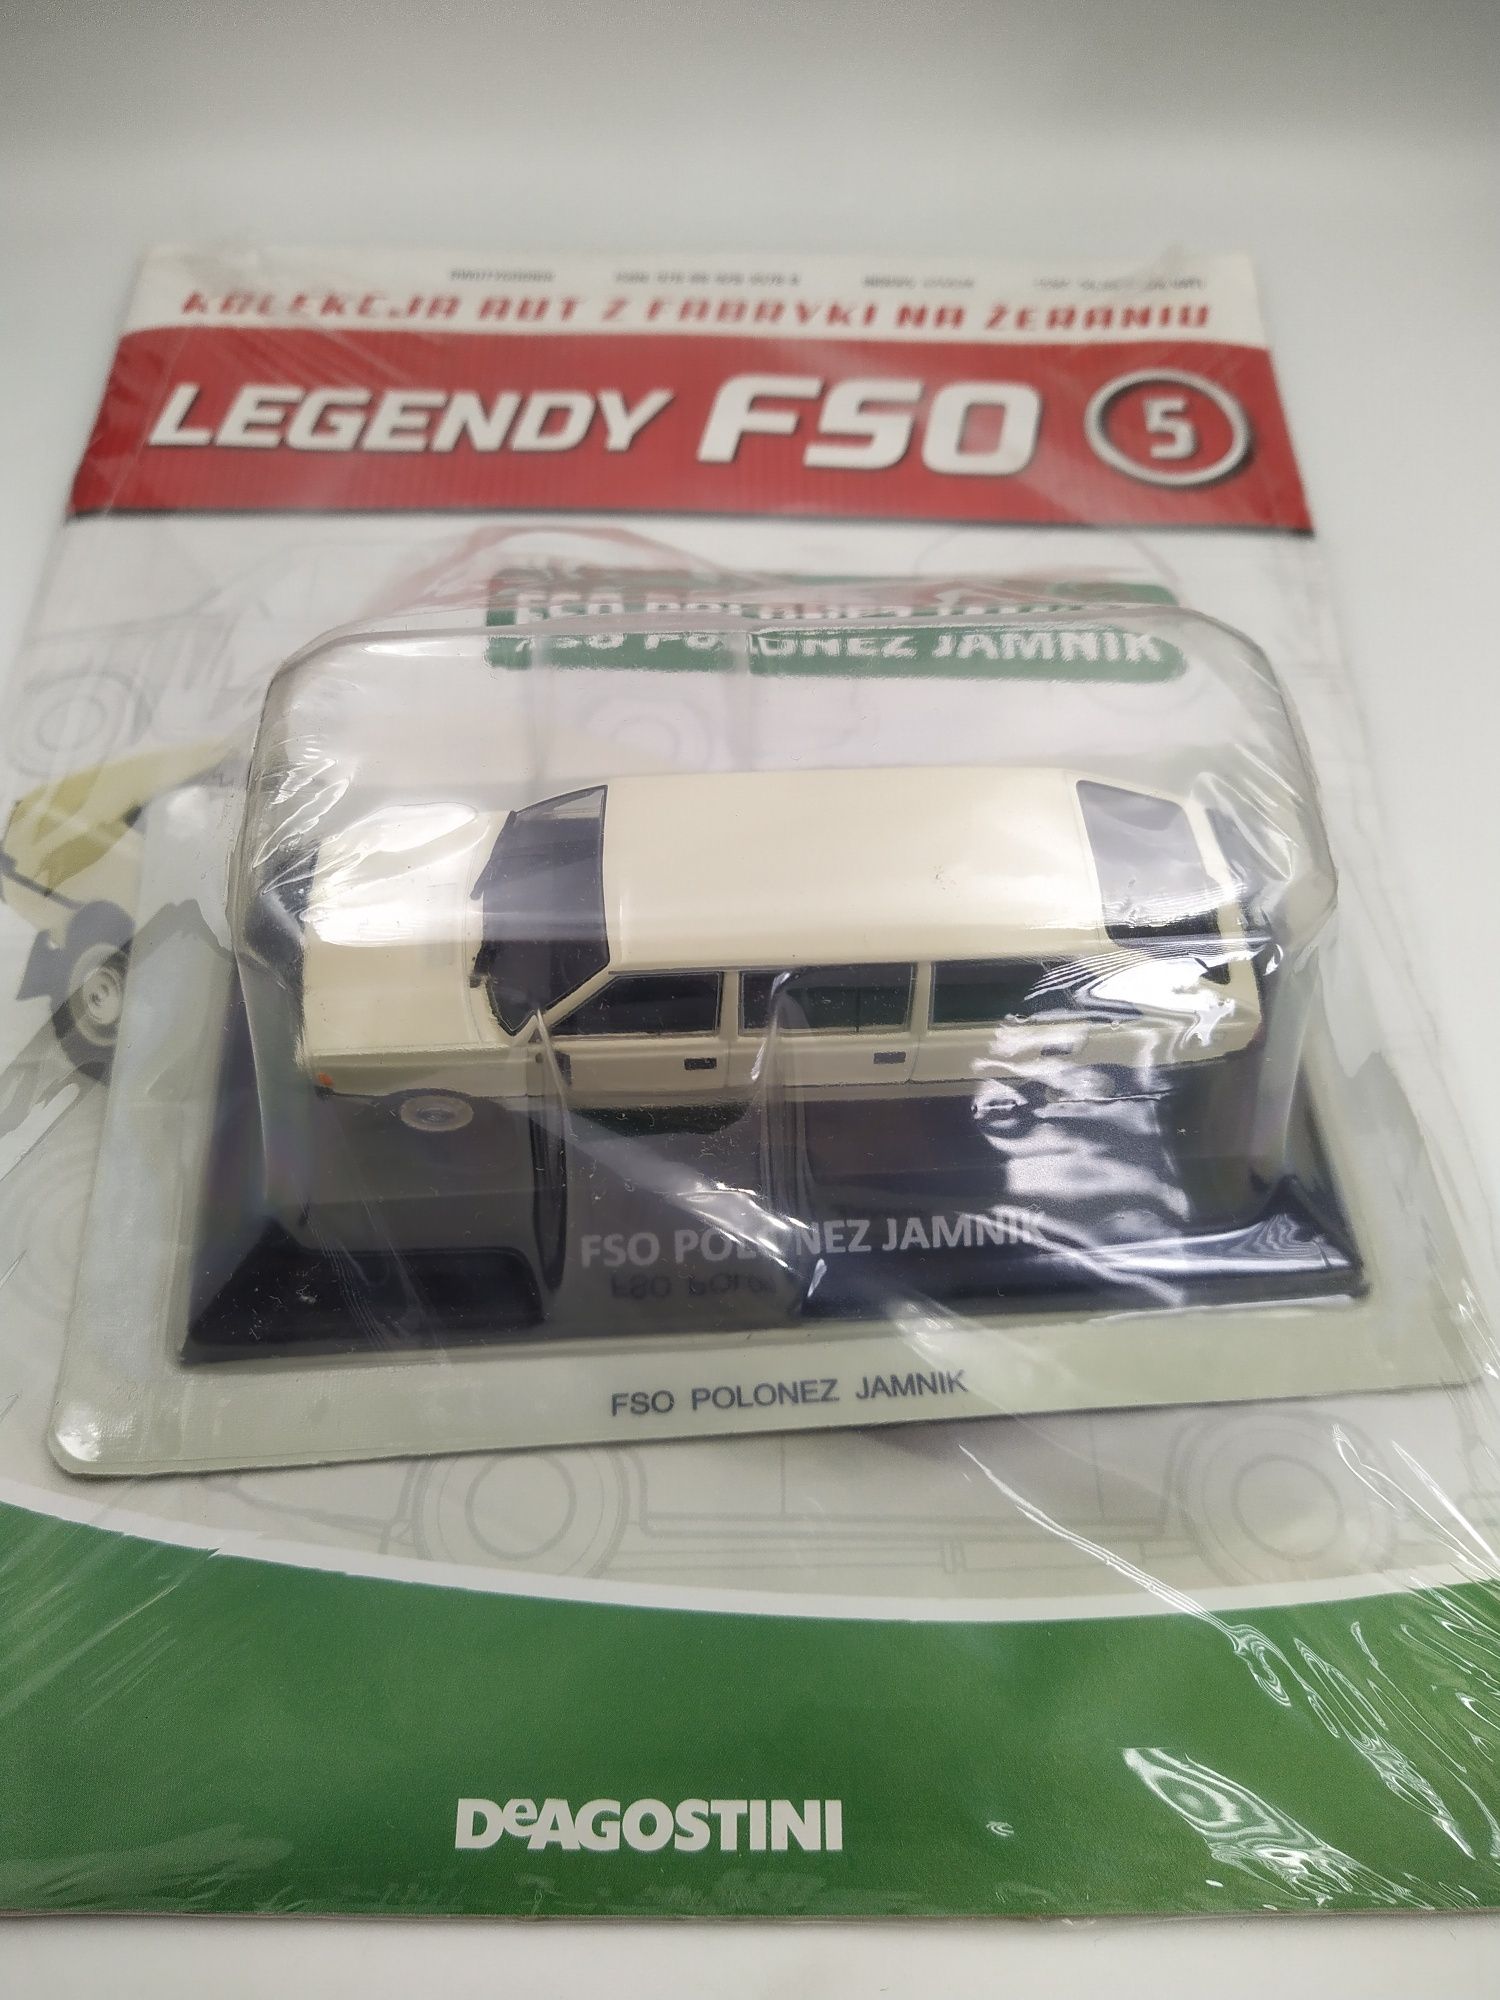 KOLEKCJA AUT Z FABRYKI NA ŻERANIU
LEGENDY FSO 5
FSO POLONEZ JAMNIK
FSO POLONEZ JAMNIK
FSO POLONEZ JAMNIK
DeAGOSTINI